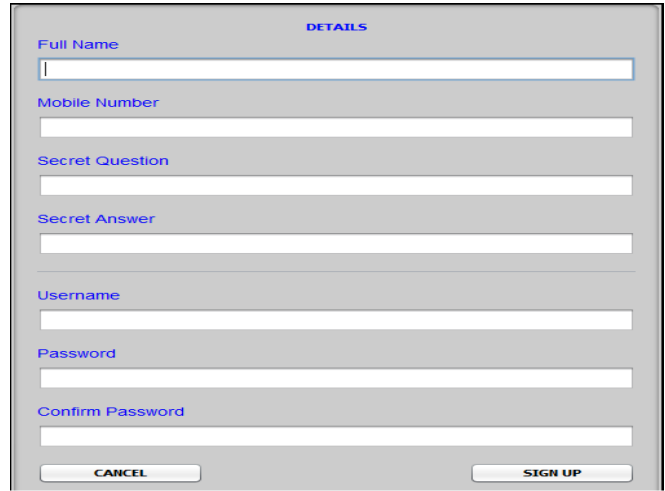 DETAILS
Full Name
Mobile Number
Secret Question
Secret Answer
Username
Password
Confirm Password
CANCEL SIGN UP